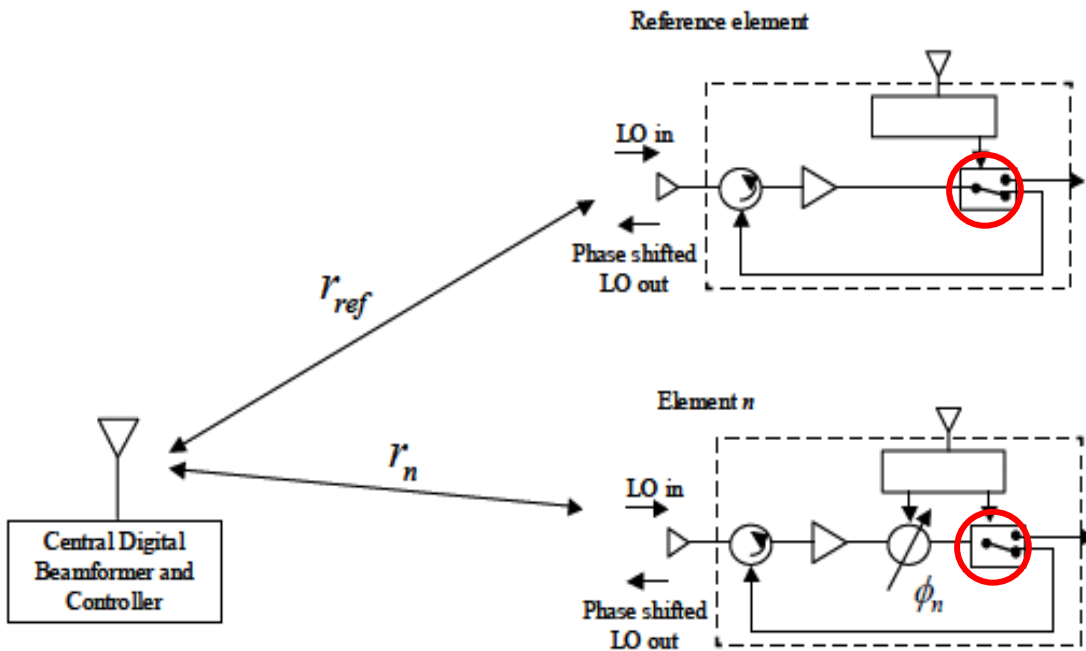 Reference element
LO in
Phase shifted
LO out
r_ref
Element n
r_n
LO in
Central Digital
Beamformer and
Controller
ϕ_n
Phase shifted
LO out